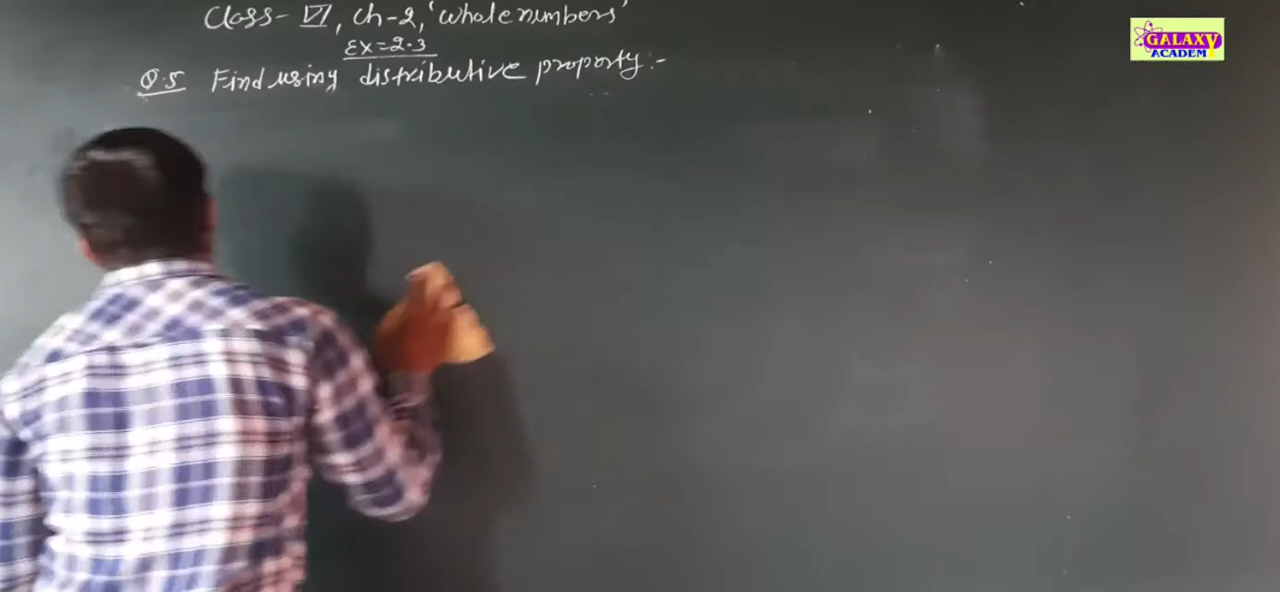 Class - VI, ch-2, 'whole numbers'
Ex = 2.3
Q.5 Find using distributive property :-
GALAXY
ACADEM